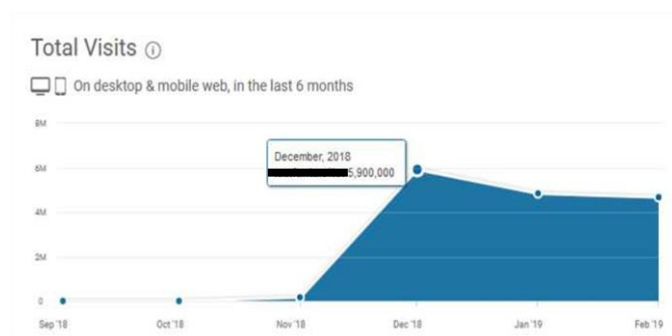 Total Visits
On desktop & mobile web, in the last 6 months
8M
December, 2018
5,900,000
6M
4M
2M
0
Sep '18 Oct '18 Nov '18 Dec '18 Jan '19 Feb '19